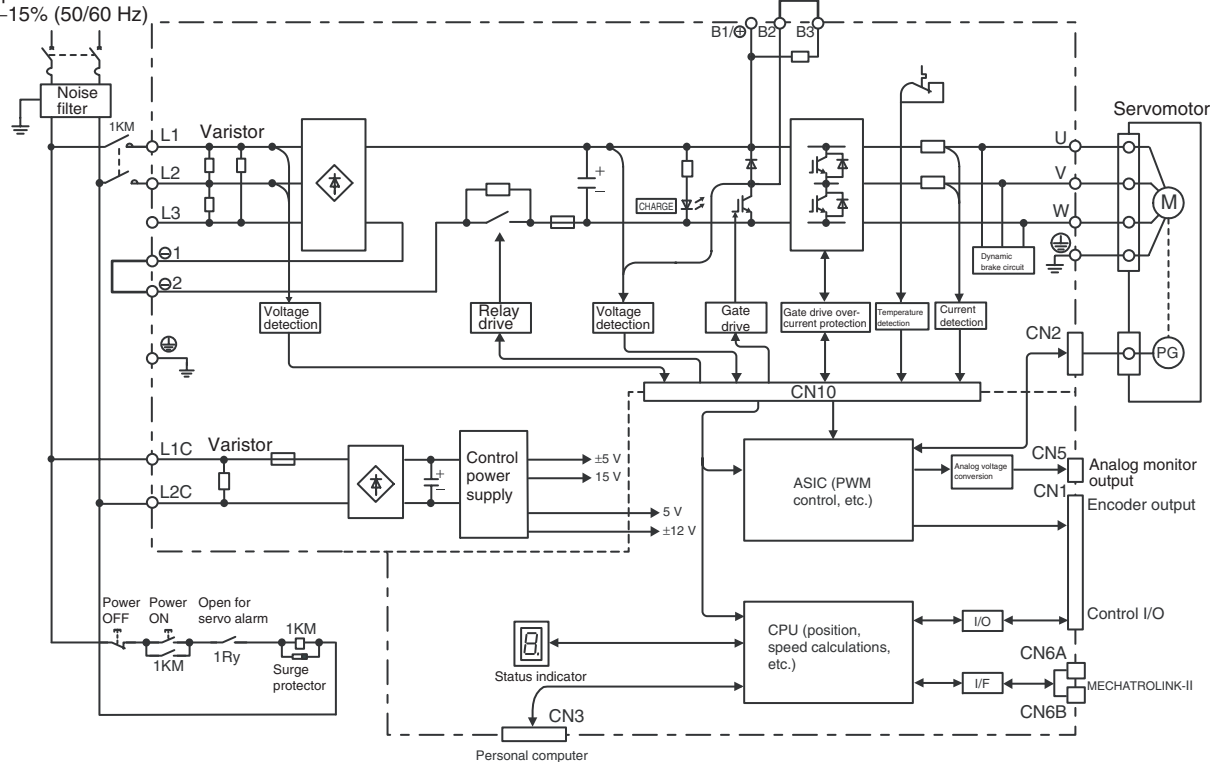 –15% (50/60 Hz)
B1/⊕ B2 B3
Noise
filter
1KM
L1
Varistor
Servomotor
U
L2
V
L3
CHARGE
W
M
⊖1
⊖2
Dynamic
brake circuit
Voltage
detection
Relay
drive
Voltage
detection
Gate
drive
Gate drive over-
current protection
Temperature
detection
Current
detection
CN2
PG
CN10
+
–
L1C
Varistor
Control
power
supply
±5 V
15 V
5 V
±12 V
L2C
+
–
ASIC (PWM
control, etc.)
Analog voltage
conversion
CN5
Analog monitor
output
CN1
Encoder output
Power
OFF
Power
ON
Open for
servo alarm
1KM
1KM
1Ry
Surge
protector
8.
Status indicator
CPU (position,
speed calculations,
etc.)
I/O
Control I/O
I/F
CN6A
MECHATROLINK-II
CN6B
CN3
Personal computer